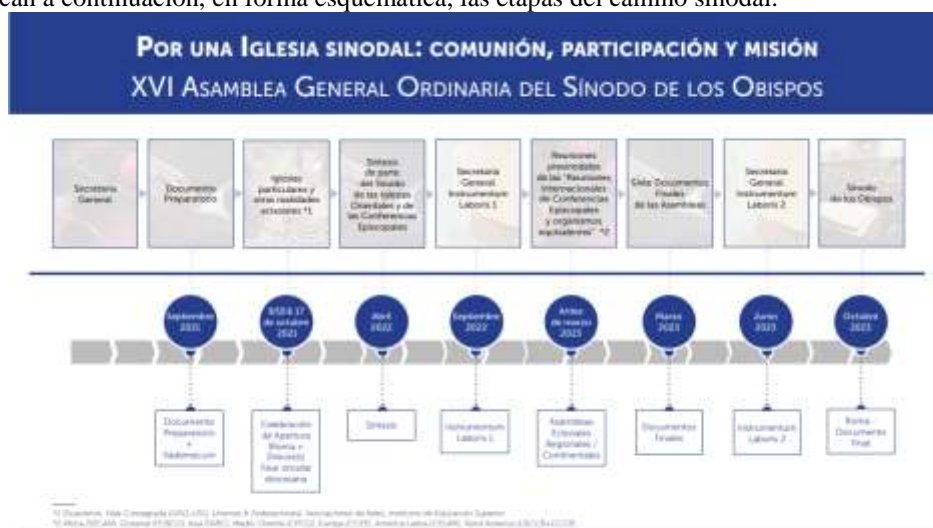 can a continuación, en forma esquemática, las etapas del camino sinodal.
POR UNA IGLESIA SINODAL: COMUNIÓN, PARTICIPACIÓN Y MISIÓN
XVI ASAMBLEA GENERAL ORDINARIA DEL SÍNODO DE LOS OBISPOS
Secretaría
General
Documento
Preparatorio
Iglesias
particulares y
otras realidades
eclesiales *1
Síntesis
de parte
del Sínodo
de las Iglesias
Orientales y de
las Conferencias
Episcopales
Secretaría
General:
Instrumentum
Laboris 1
Reuniones
presinodales
de las "Reuniones
Internacionales
de Conferencias
Episcopales
y organismos
equivalentes" *2
Siete Documentos
Finales
de las Asambleas
Secretaría
General:
Instrumentum
Laboris 2
Sínodo
de los Obispos
Septiembre
2021
de octubre
2021
Abril
2022
Septiembre
2022
Antes
de marzo
2023
Marzo
2023
Junio
2023
Octubre
2023
Documento
Preparatorio
+
Vademecum
Celebración
de Apertura
(Roma +
Diócesis)
Fase
diocesana
Síntesis
Instrumentum
Laboris 1
Asambleas
Eclesiales
Regionales /
Continentales
Documentos
Finales
Instrumentum
Laboris 2
Roma -
Documento
final